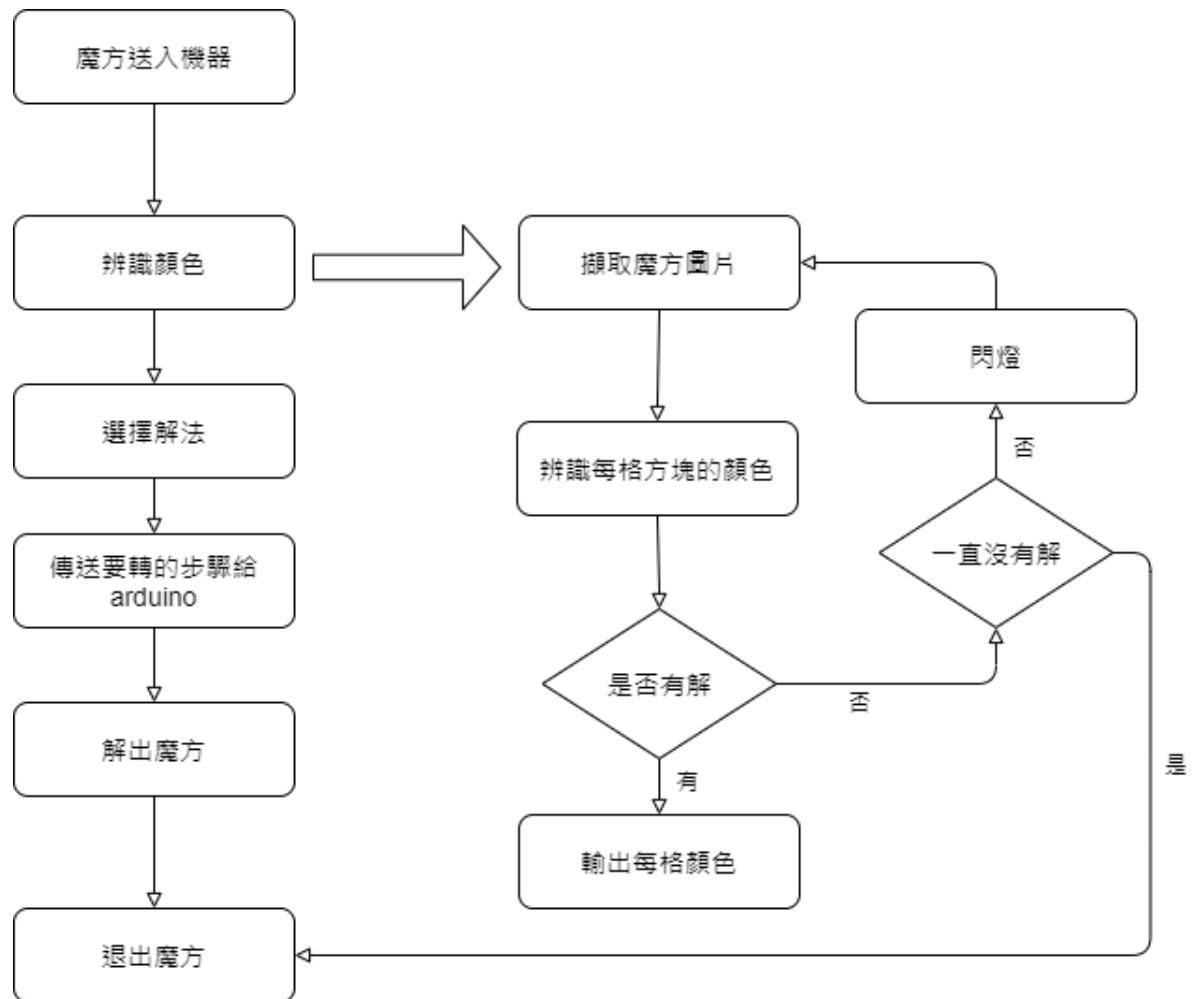 魔方送入機器
辨識顏色
選擇解法
傳送要轉的步驟給
arduino
解出魔方
退出魔方
擷取魔方圖片
辨識每格方塊的顏色
是否有解
有
輸出每格顏色
否
一直沒有解
否
閃燈
是